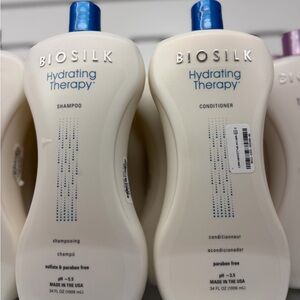 BIOSILK
Hydrating
Therapy
SHAMPOO
shampooing
champú
sulfate & paraben free
pH ~5.5
MADE IN THE USA
34 FL OZ (1006 mL)
BIOSILK
Hydrating
Therapy
CONDITIONER
conditionneur
acondicionador
paraben free
pH ~3.5
MADE IN THE USA
34 FL OZ (1006 mL)